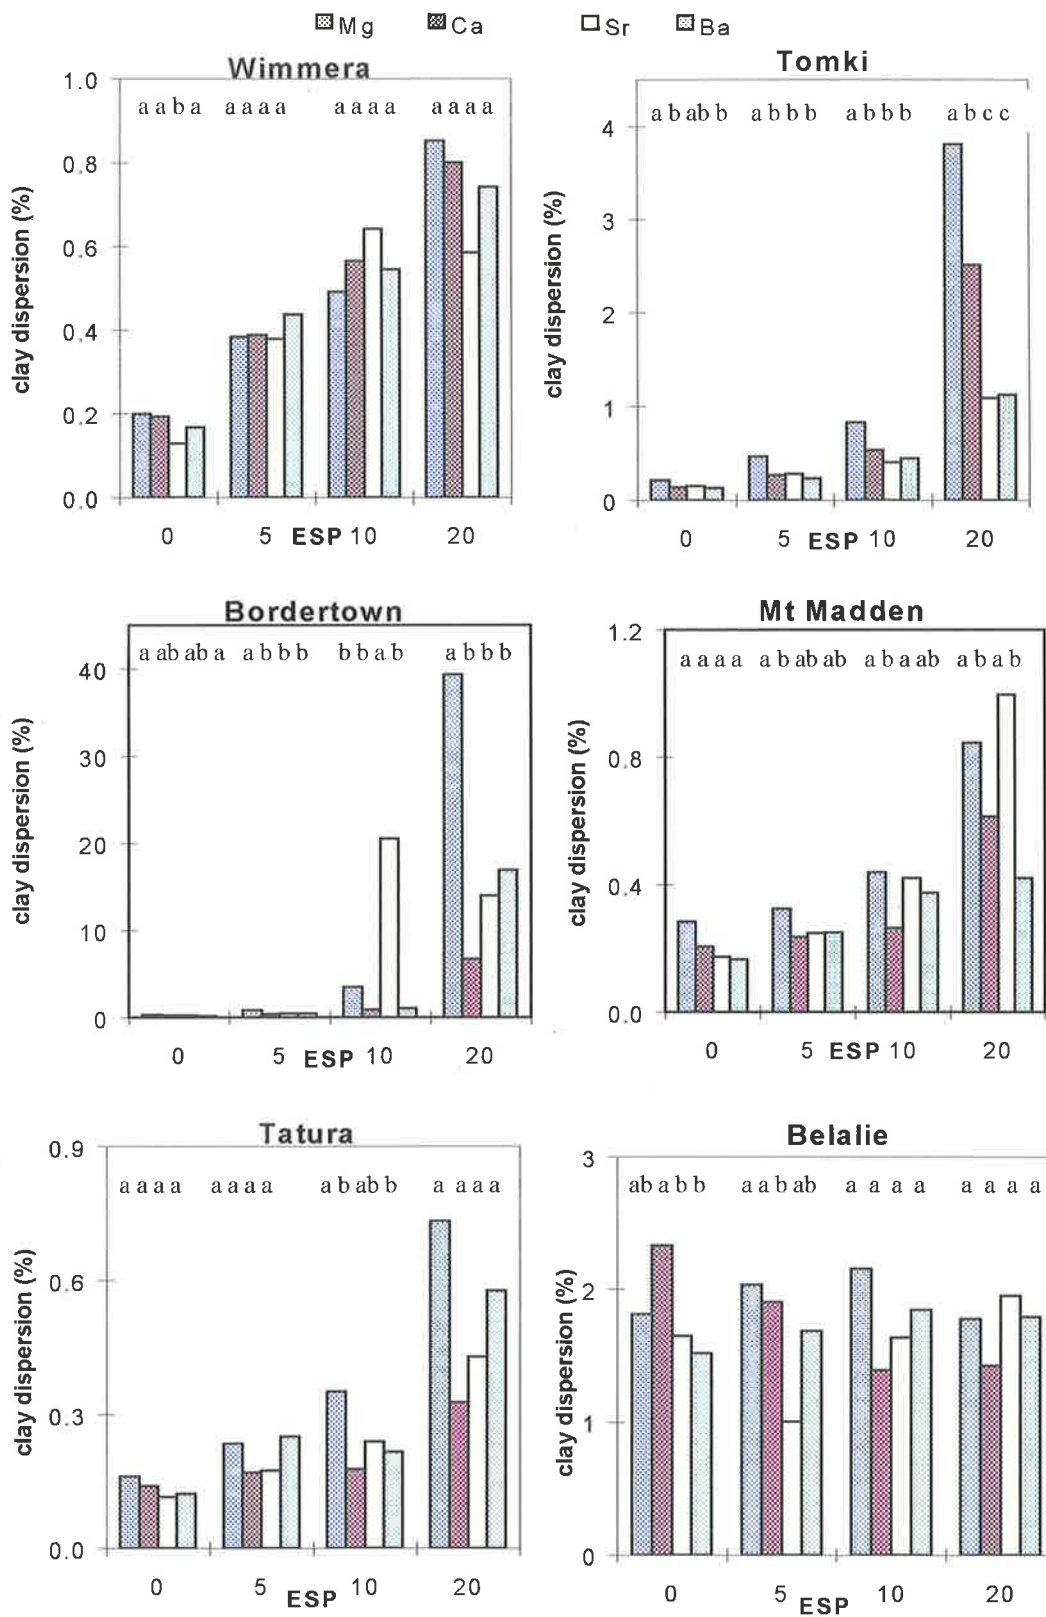 Mg Ca Sr Ba
Wimmera
1.0
a a b a a a a a a a a a a a a a
0.8
0.6
0.4
0.2
0.0
clay dispersion (%)
0 5 ESP 10 20
Tomki
a b ab b a b b b a b b b a b c c
4
3
2
1
0
clay dispersion (%)
0 5 ESP 10 20
Bordertown
a ab ab a a b b b b b a b a b b b
40
30
20
10
0
clay dispersion (%)
0 5 ESP 10 20
Mt Madden
1.2
a a a a a b ab ab a b a ab a b a b
0.8
0.4
0.0
clay dispersion (%)
0 5 ESP 10 20
Tatura
0.9
a a a a a a a a a b ab b a a a a
0.6
0.3
0.0
clay dispersion (%)
0 5 ESP 10 20
Belalie
3
ab a b b a a b ab a a a a a a a a
2
1
0
clay dispersion (%)
0 5 ESP 10 20